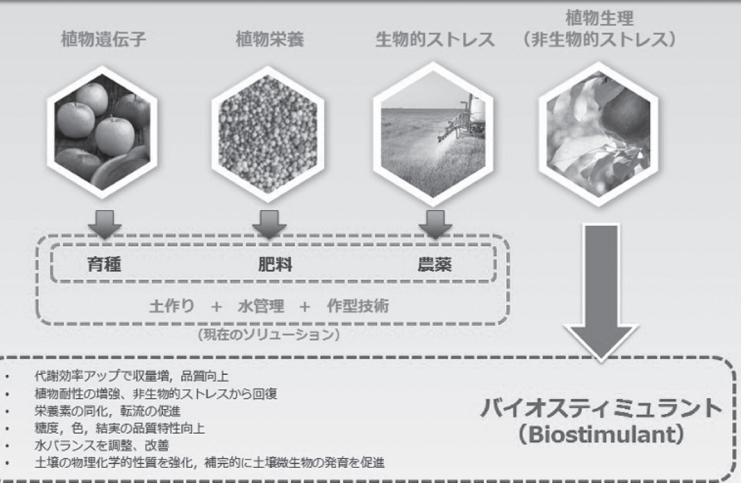 植物遺伝子
植物栄養
生物的ストレス
植物生理
（非生物的ストレス）
育種
肥料
農薬
土作り + 水管理 + 作型技術
（現在のソリューション）
• 代謝効率アップで収量増，品質向上
• 植物耐性の増強、非生物的ストレスから回復
• 栄養素の同化，転流の促進
• 糖度，色，結実の品質特性向上
• 水バランスを調整、改善
• 土壌の物理化学的性質を強化，補完的に土壌微生物の発育を促進
バイオスティミュラント
（Biostimulant）